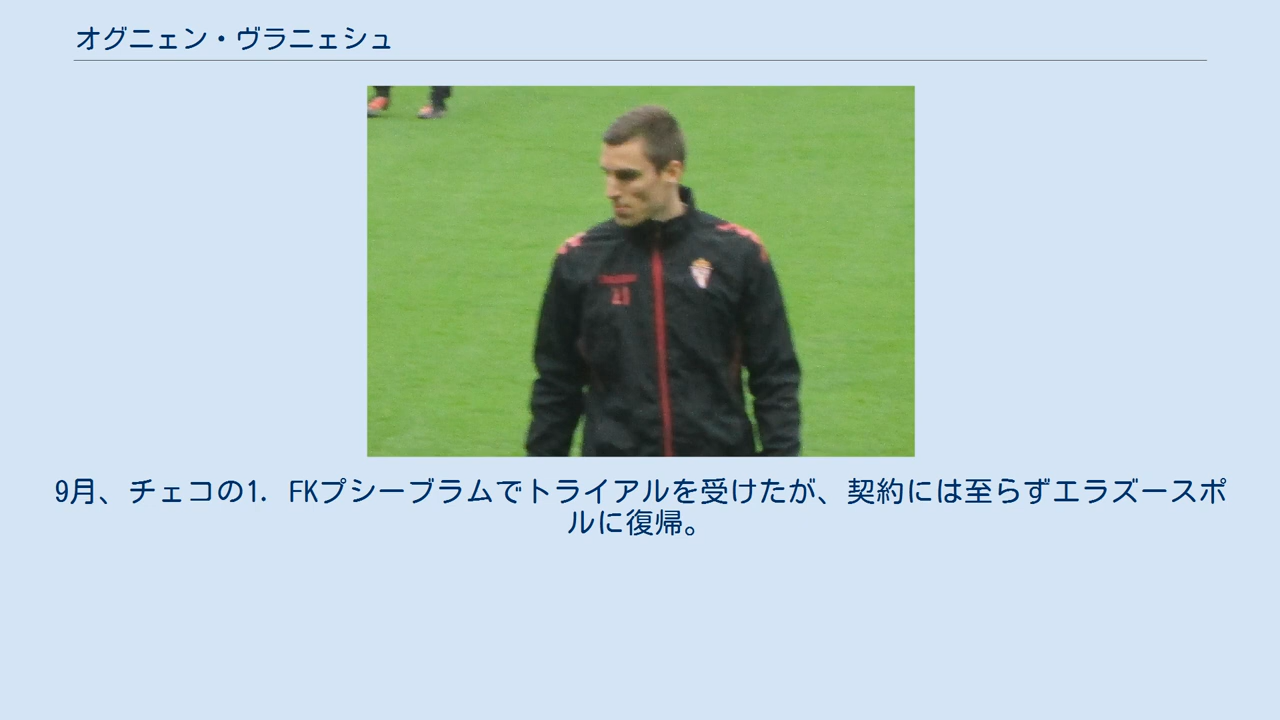 オグニェン・ヴラニェシュ
9月、チェコの1. FKプシーブラムでトライアルを受けたが、契約には至らずエラズースポ
ルに復帰。